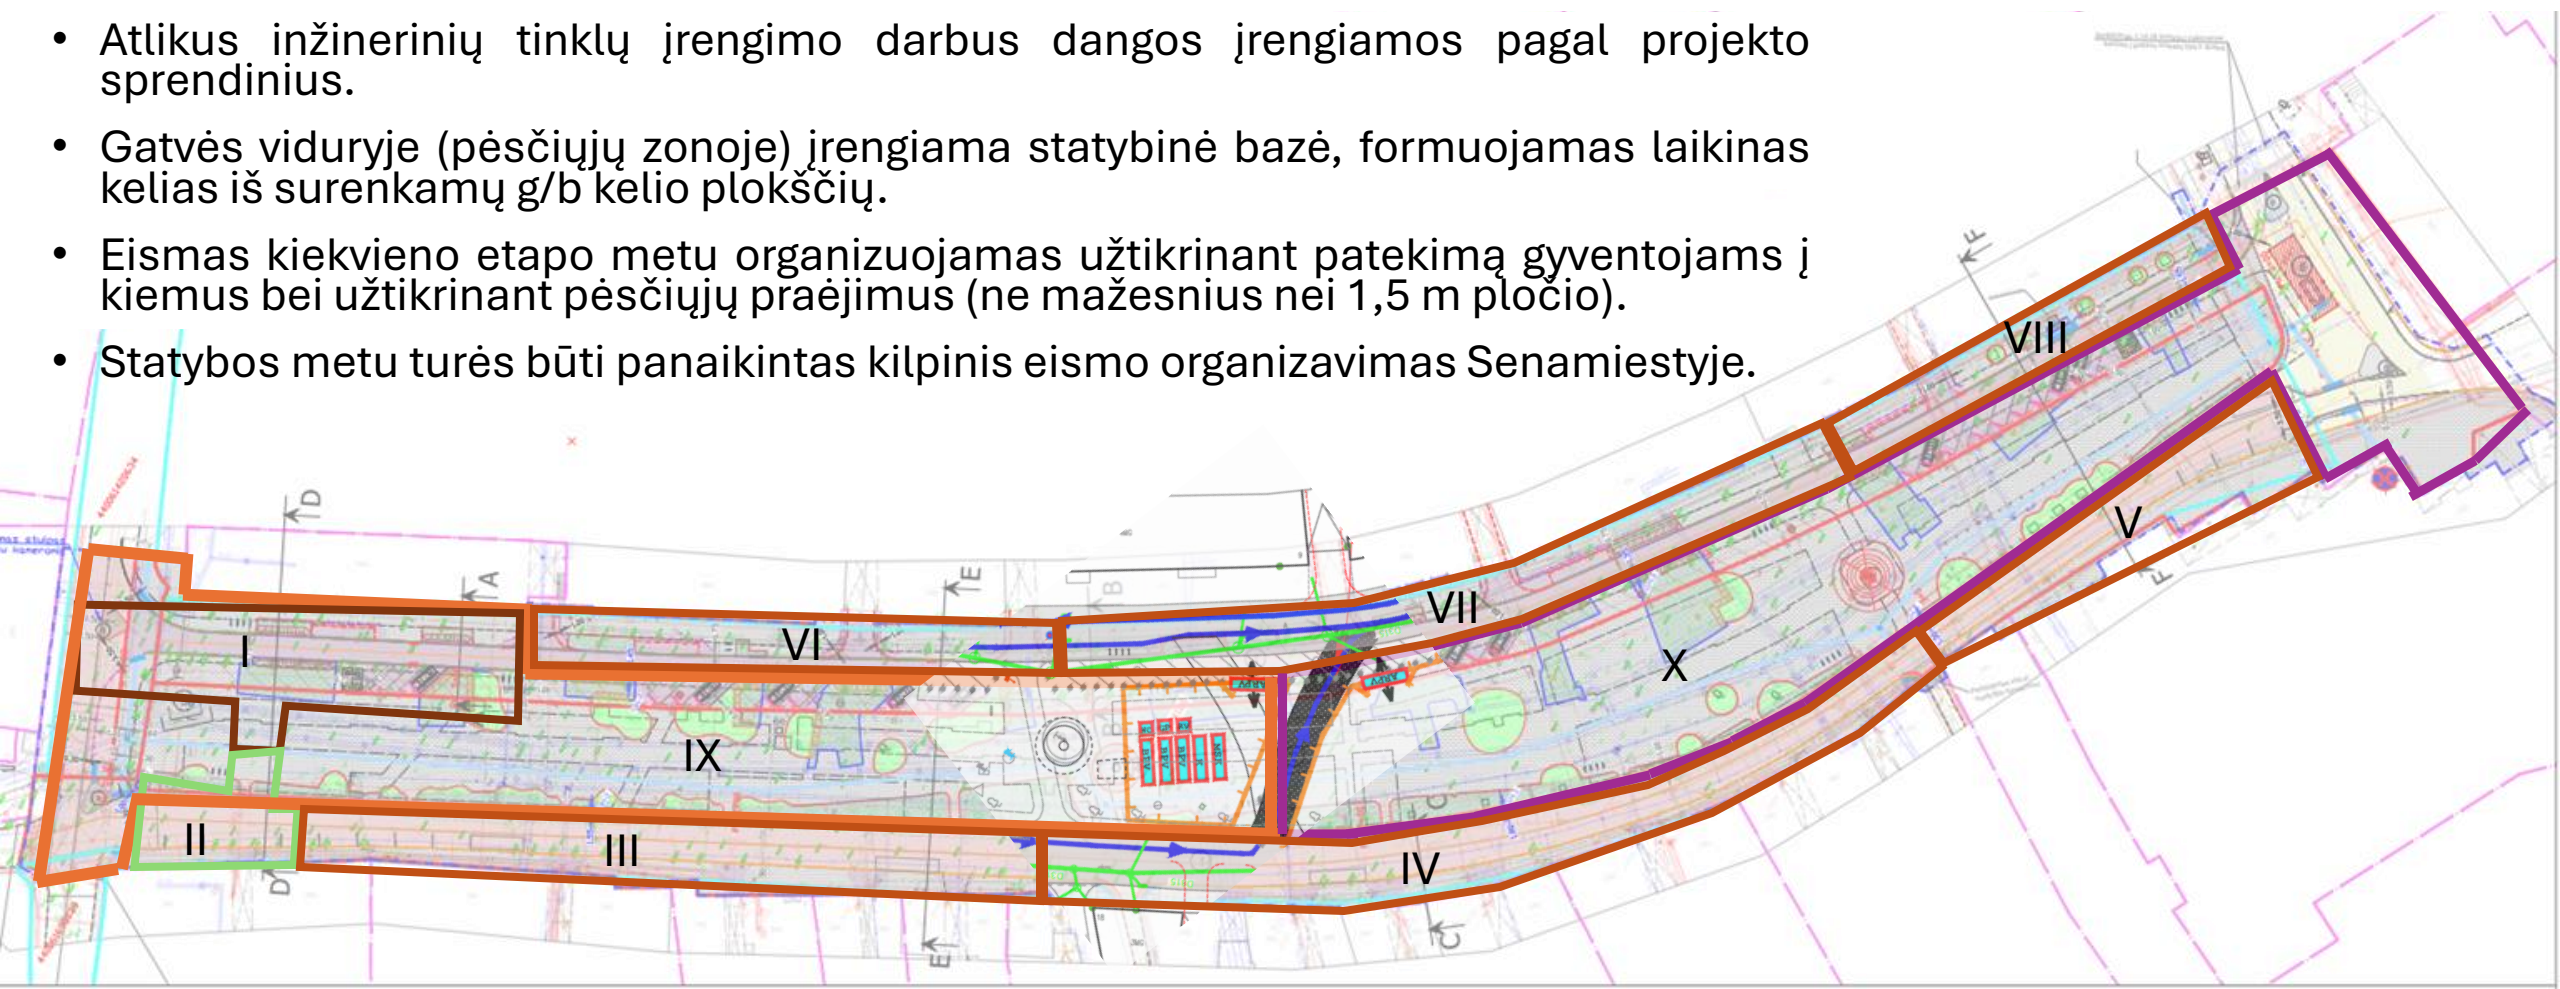 • Atlikus inžinerinių tinklų įrengimo darbus dangos įrengiamos pagal projekto
sprendinius.
• Gatvės viduryje (pėsčiųjų zonoje) įrengiama statybinė bazė, formuojamas laikinas
kelias iš surenkamų g/b kelio plokščių.
• Eismas kiekvieno etapo metu organizuojamas užtikrinant patekimą gyventojams į
kiemus bei užtikrinant pėsčiųjų praėjimus (ne mažesnius nei 1,5 m pločio).
• Statybos metu turės būti panaikintas kilpinis eismo organizavimas Senamiestyje.
F
VIII
V
F
D
A
E
B
VII
I
VI
X
IX
II
III
IV
D
E
C
C